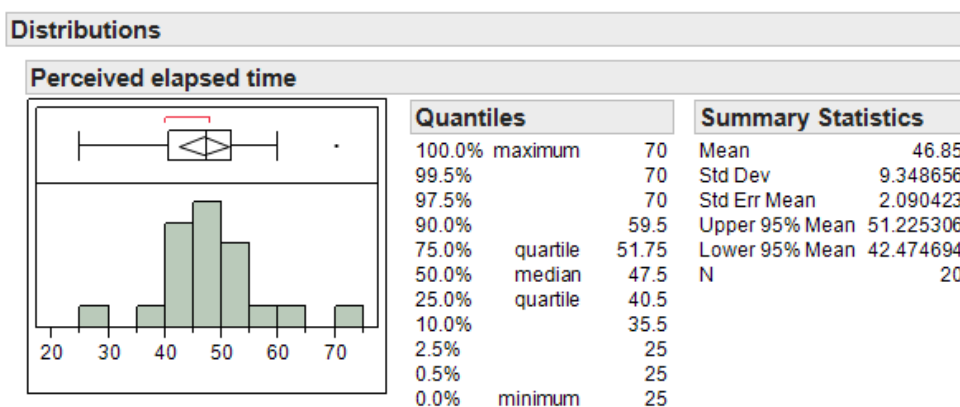 Distributions
Perceived elapsed time
20 30 40 50 60 70
Quantiles
100.0% maximum 70
99.5% 70
97.5% 70
90.0% 59.5
75.0% quartile 51.75
50.0% median 47.5
25.0% quartile 40.5
10.0% 35.5
2.5% 25
0.5% 25
0.0% minimum 25
Summary Statistics
Mean 46.85
Std Dev 9.348656
Std Err Mean 2.090423
Upper 95% Mean 51.225306
Lower 95% Mean 42.474694
N 20